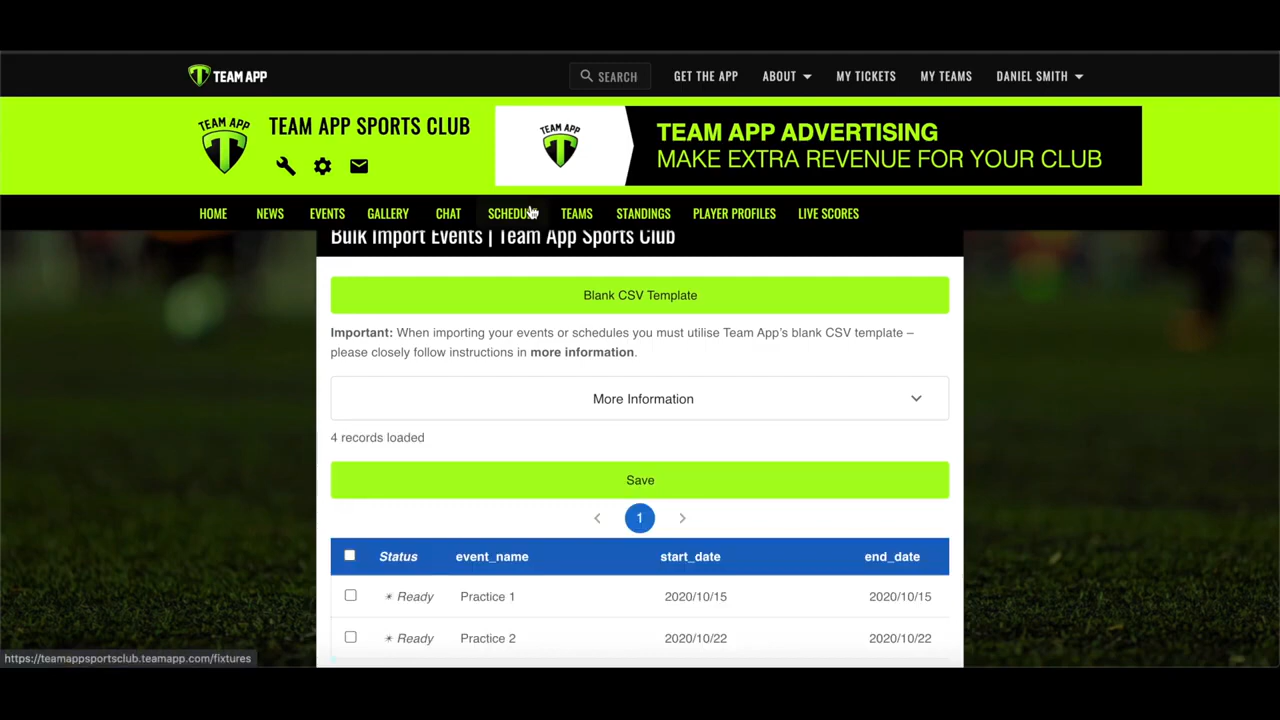 TEAM APP
SEARCH
GET THE APP
ABOUT
MY TICKETS
MY TEAMS
DANIEL SMITH
TEAM APP
TEAM APP SPORTS CLUB
TEAM APP
TEAM APP ADVERTISING
MAKE EXTRA REVENUE FOR YOUR CLUB
HOME
NEWS
EVENTS
GALLERY
CHAT
TEAMS
STANDINGS
PLAYER PROFILES
LIVE SCORES
Bulk Import Events | Team App Sports Club
Blank CSV Template
Important: When importing your events or schedules you must utilise Team App's blank CSV template –
please closely follow instructions in more information.
More Information
4 records loaded
Save
1
Status event_name start_date end_date
✴ Ready Practice 1 2020/10/15 2020/10/15
✴ Ready Practice 2 2020/10/22 2020/10/22
https://teamappsportsclub.teamapp.com/fixtures